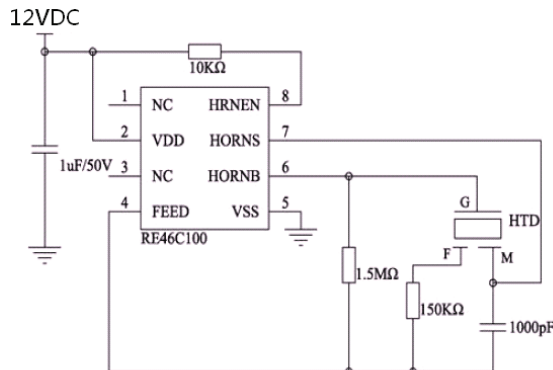 12VDC
10KΩ
1 NC HRNEN 8
2 VDD HORNS 7
1uF/50V
3 NC HORNB 6
4 FEED VSS 5
RE46C100
G HTD
F M
1.5MΩ
150KΩ
1000pF